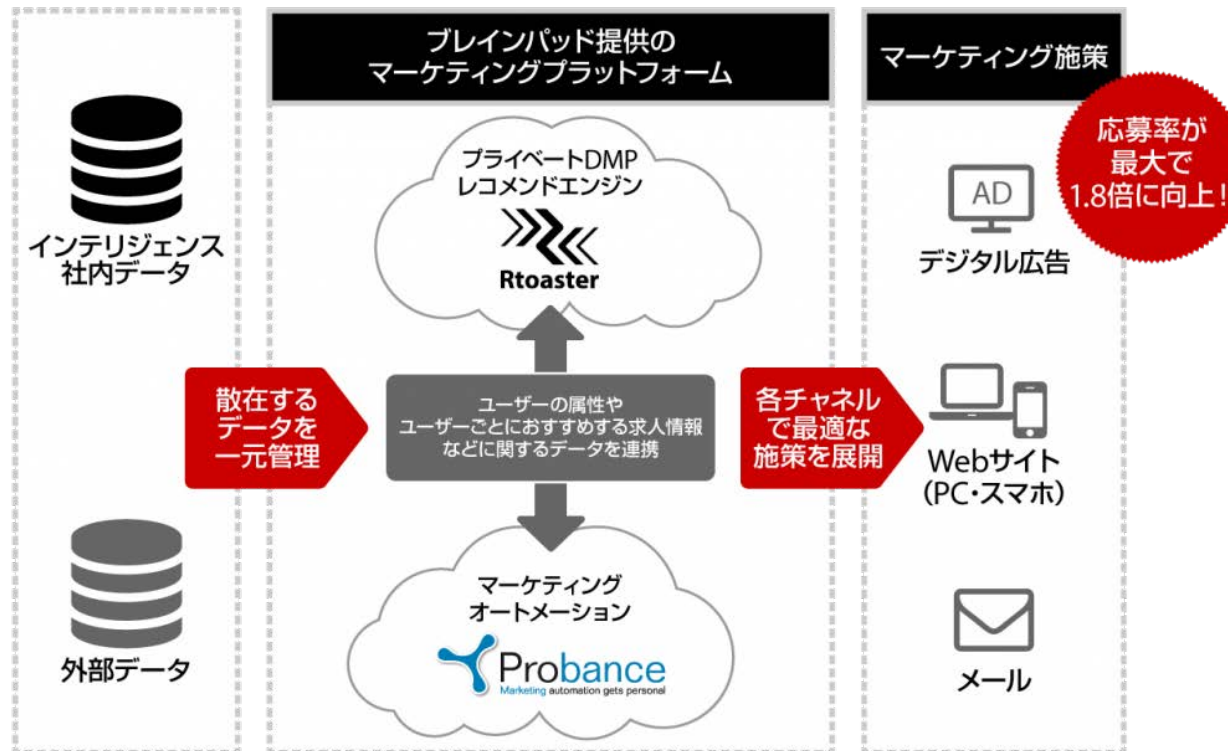 インテリジェンス
社内データ
外部データ
散在する
データを
一元管理
ブレインパッド提供の
マーケティングプラットフォーム
プライベートDMP
レコメンドエンジン
Rtoaster
ユーザーの属性や
ユーザーごとにおすすめする求人情報
などに関するデータを連携
マーケティング
オートメーション
Probance
Marketing automation gets personal
各チャネル
で最適な
施策を展開
マーケティング施策
応募率が
最大で
1.8倍に向上!
AD
デジタル広告
Webサイト
(PC・スマホ)
メール